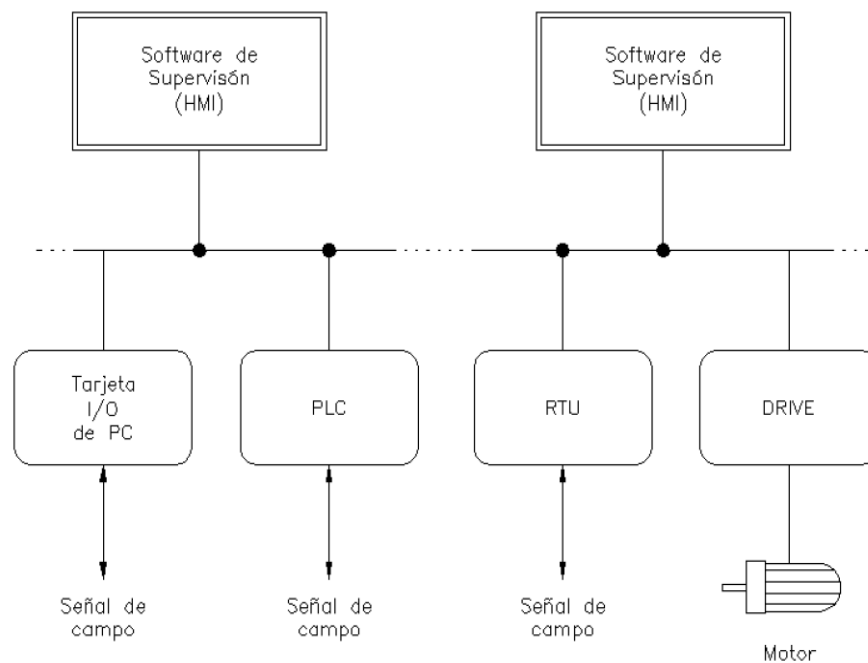 Software de
Supervisón
(HMI)
Software de
Supervisón
(HMI)
Tarjeta
I/O
de PC
PLC
RTU
DRIVE
Señal de
campo
Señal de
campo
Señal de
campo
Motor